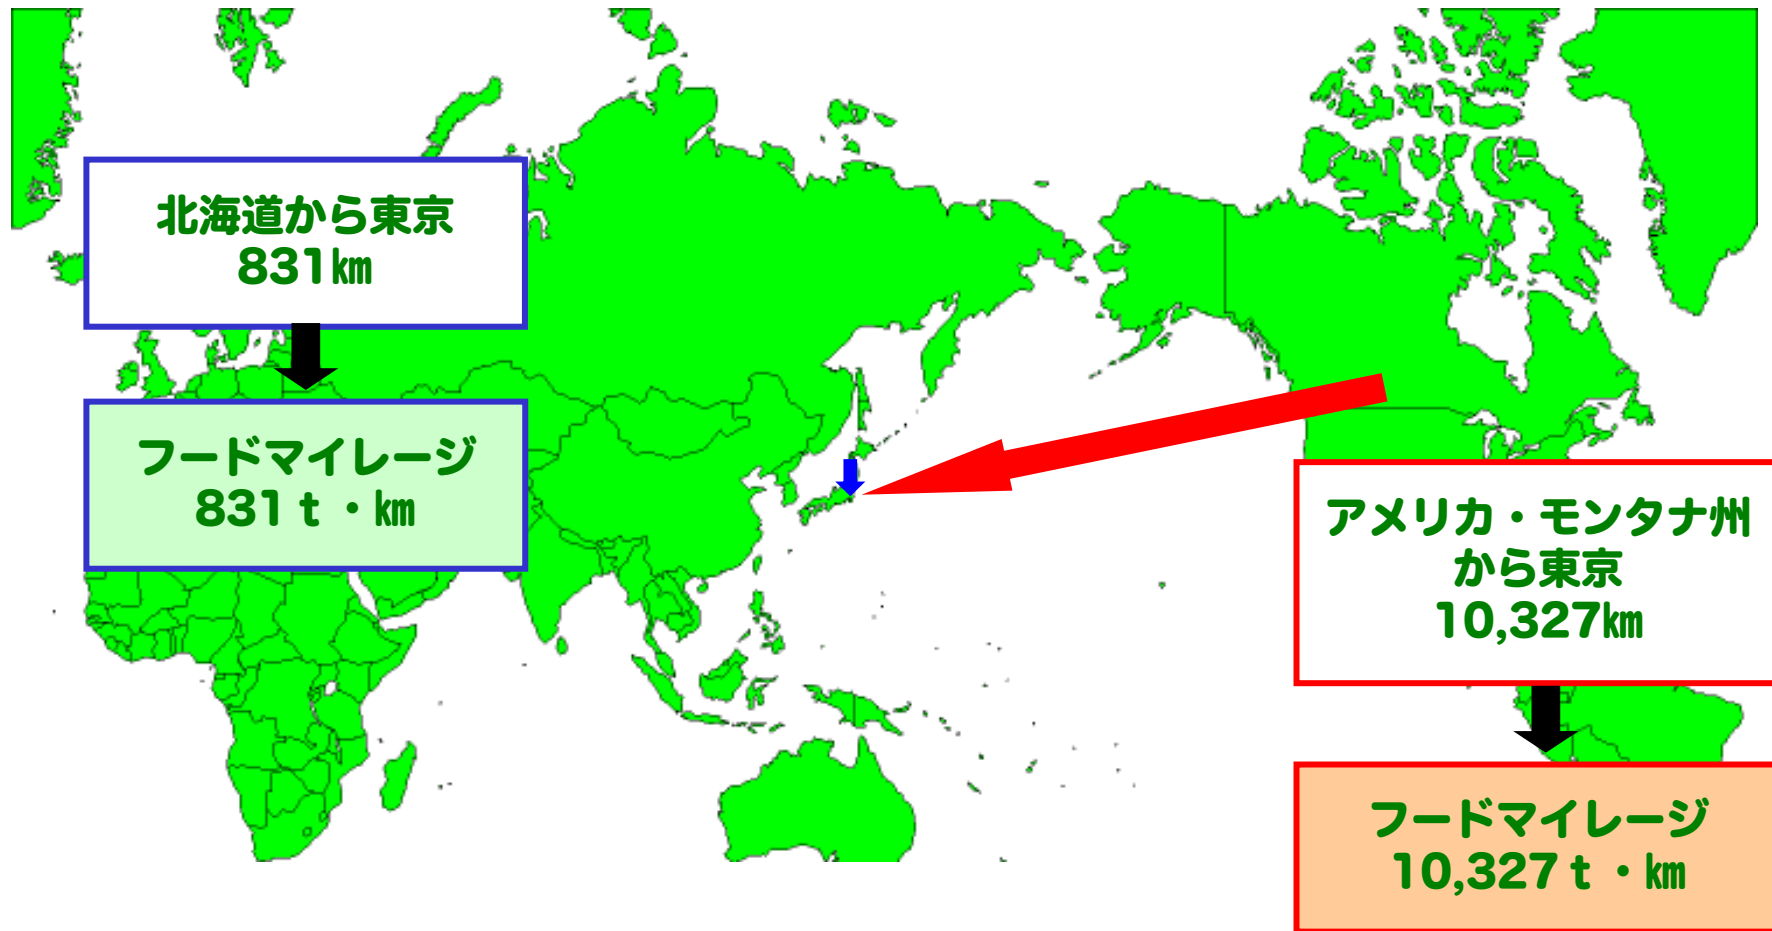 北海道から東京
831㎞
フードマイレージ
831ｔ・㎞
アメリカ・モンタナ州
から東京
10,327㎞
フードマイレージ
10,327ｔ・㎞